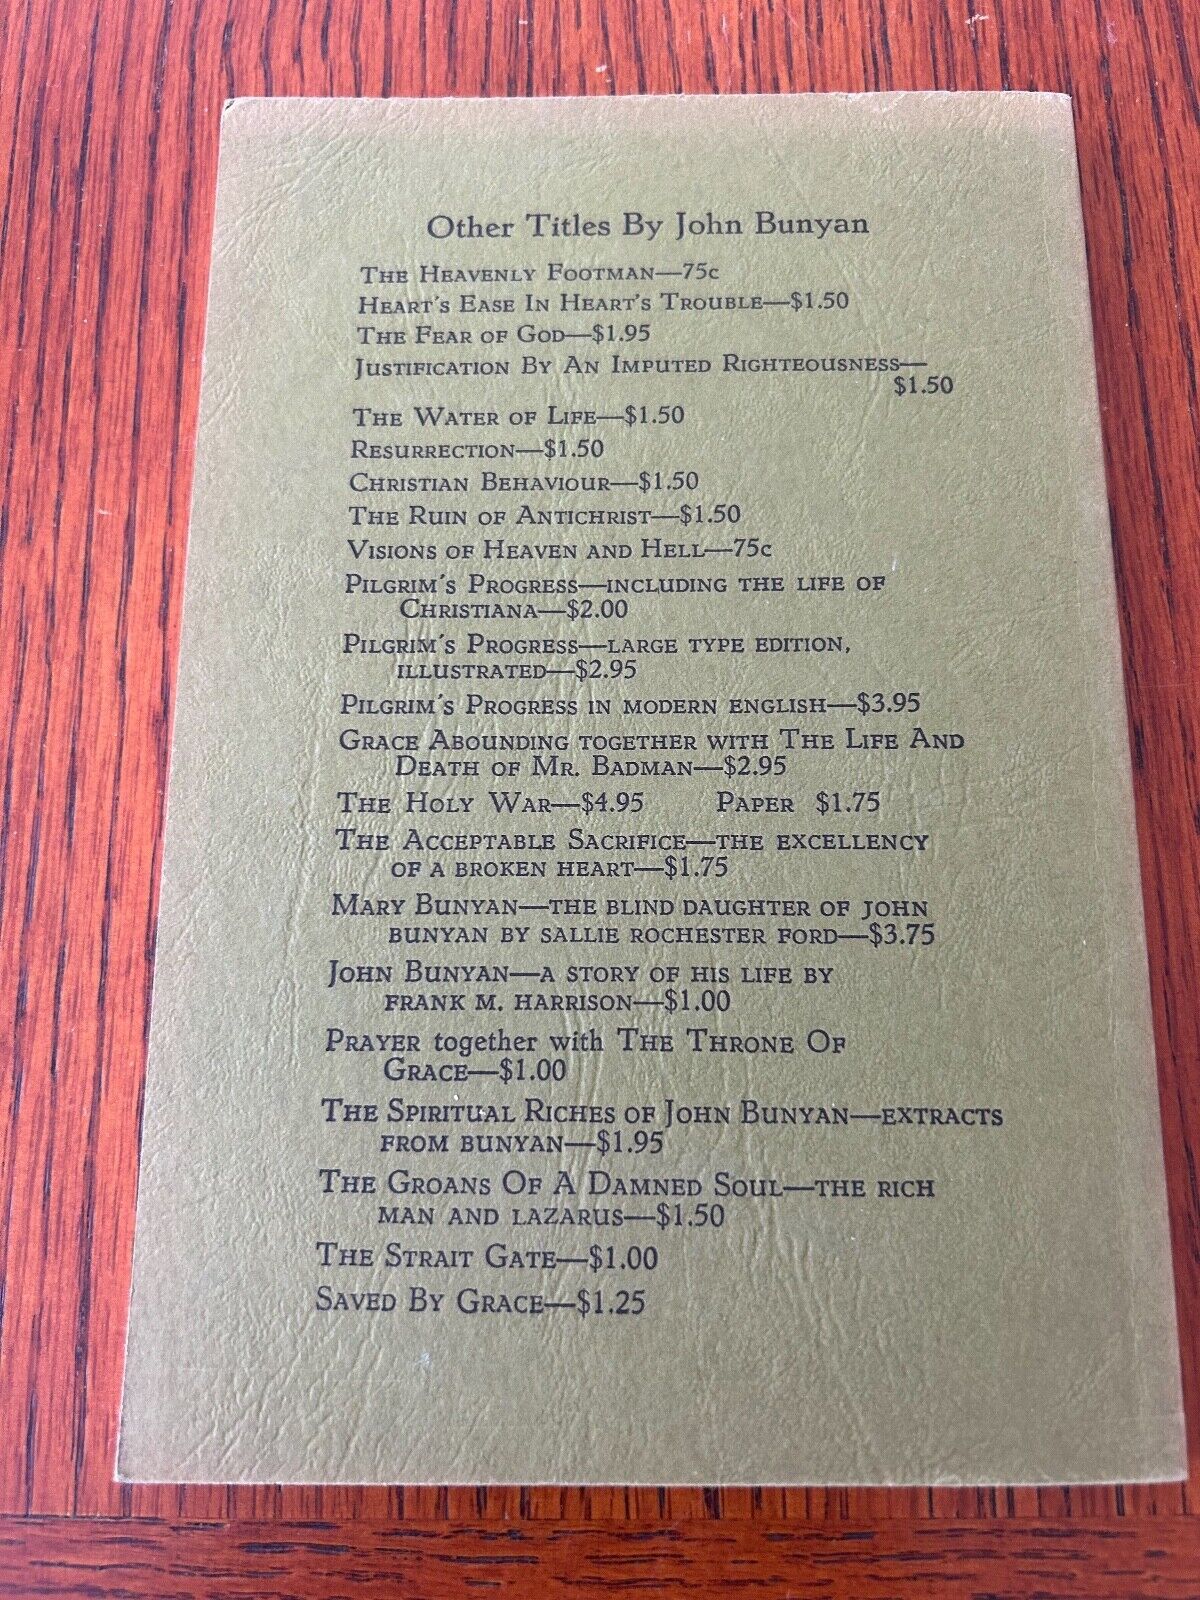 Other Titles By John Bunyan
The Heavenly Footman—75c
Heart's Ease In Heart's Trouble—$1.50
The Fear of God—$1.95
Justification By An Imputed Righteousness—
$1.50
The Water of Life—$1.50
Resurrection—$1.50
Christian Behaviour—$1.50
The Ruin of Antichrist—$1.50
Visions of Heaven and Hell—75c
Pilgrim's Progress—including the life of
Christiana—$2.00
Pilgrim's Progress—large type edition,
illustrated—$2.95
Pilgrim's Progress in modern english—$3.95
Grace Abounding together with The Life And
Death of Mr. Badman—$2.95
The Holy War—$4.95 Paper $1.75
The Acceptable Sacrifice—the excellency
of a broken heart—$1.75
Mary Bunyan—the blind daughter of john
bunyan by sallie rochester ford—$3.75
John Bunyan—a story of his life by
frank m. harrison—$1.00
Prayer together with The Throne Of
Grace—$1.00
The Spiritual Riches of John Bunyan—extracts
from bunyan—$1.95
The Groans Of A Damned Soul—the rich
man and lazarus—$1.50
The Strait Gate—$1.00
Saved By Grace—$1.25